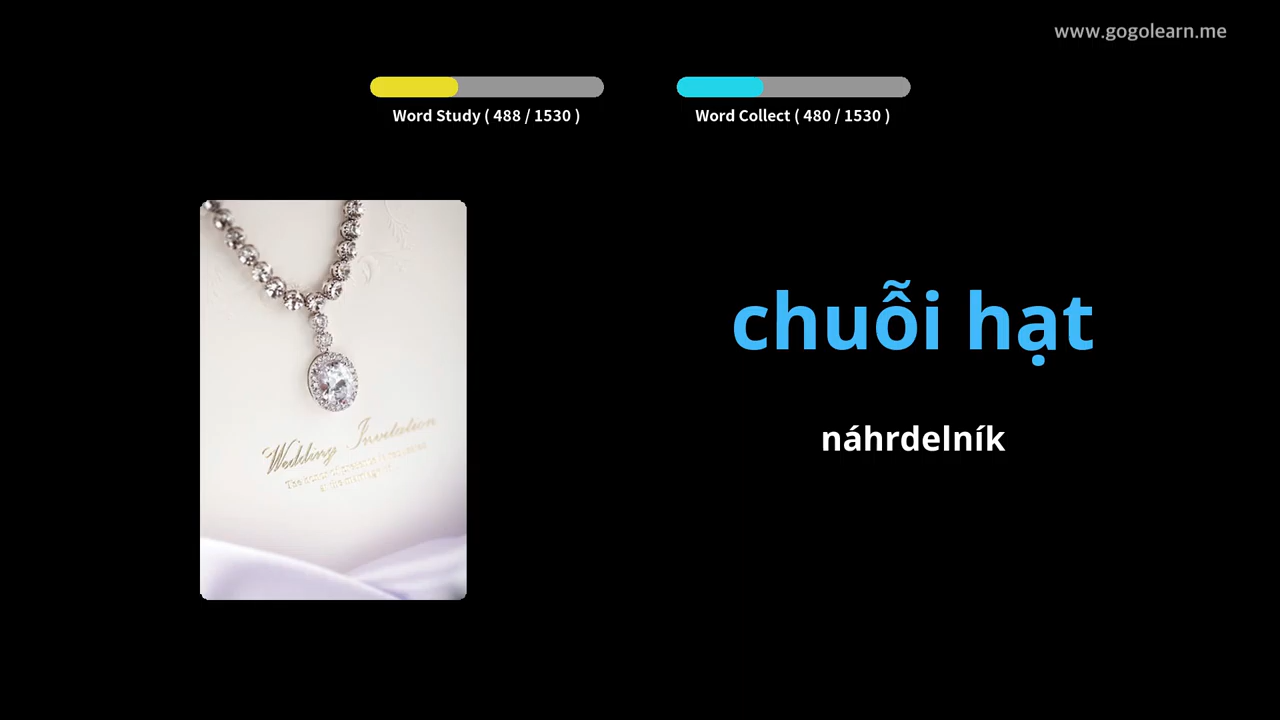 www.gogolearn.me
Word Study ( 488 / 1530 )
Word Collect ( 480 / 1530 )
chuỗi hạt
náhrdelník
Wedding Invitation